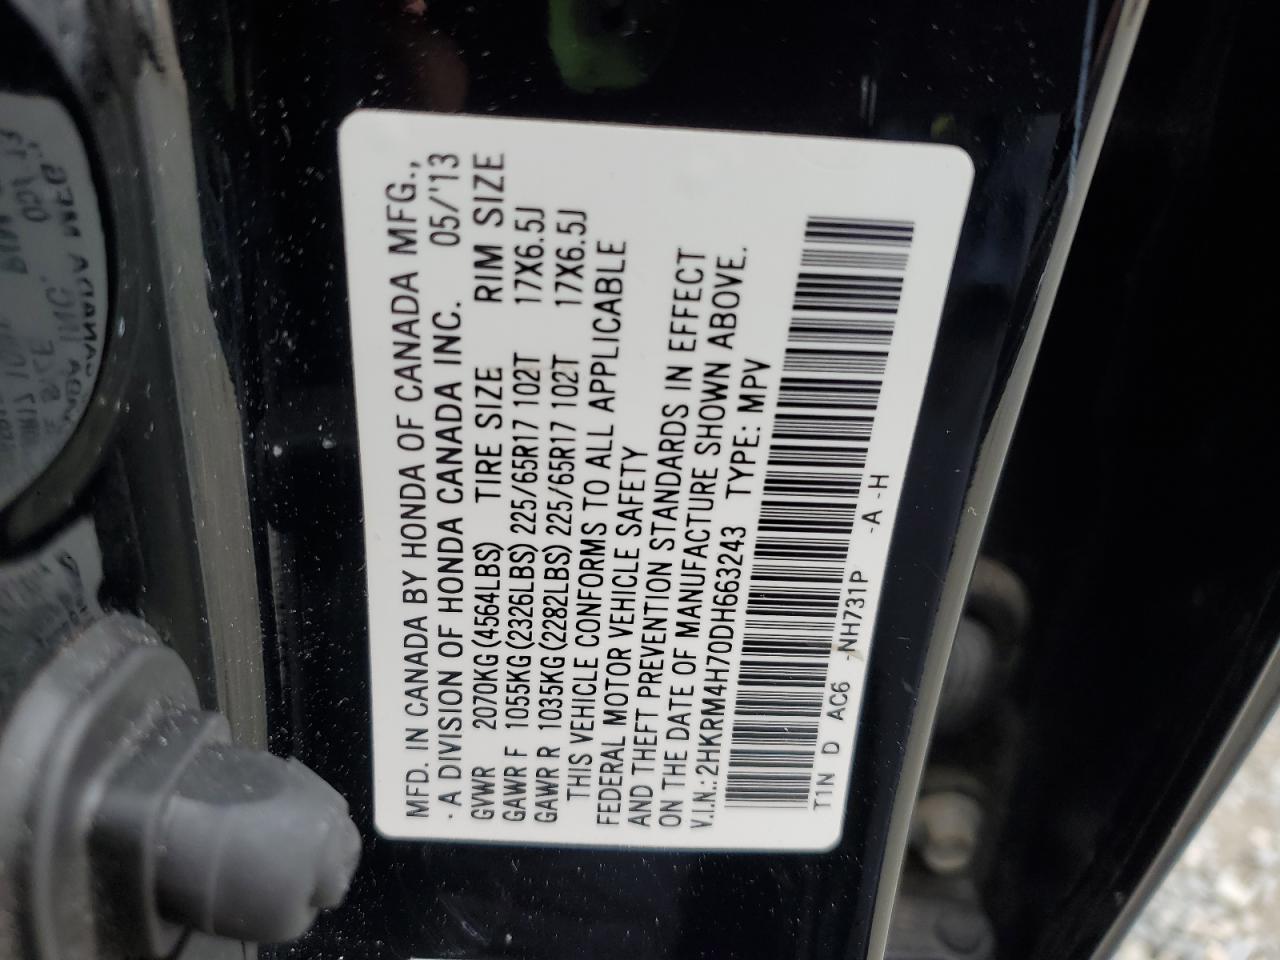 MFD. IN CANADA BY HONDA OF CANADA MFG.,
· A DIVISION OF HONDA CANADA INC. 05/'13
GVWR 2070KG(4564LBS) TIRE SIZE RIM SIZE
GAWR F 1055KG(2326LBS) 225/65R17 102T 17X6.5J
GAWR R 1035KG(2282LBS) 225/65R17 102T 17X6.5J
THIS VEHICLE CONFORMS TO ALL APPLICABLE
FEDERAL MOTOR VEHICLE SAFETY
AND THEFT PREVENTION STANDARDS IN EFFECT
ON THE DATE OF MANUFACTURE SHOWN ABOVE.
V.I.N.:2HKRM4H70DH663243 TYPE: MPV
T1N D AC6 -NH731P -A -H